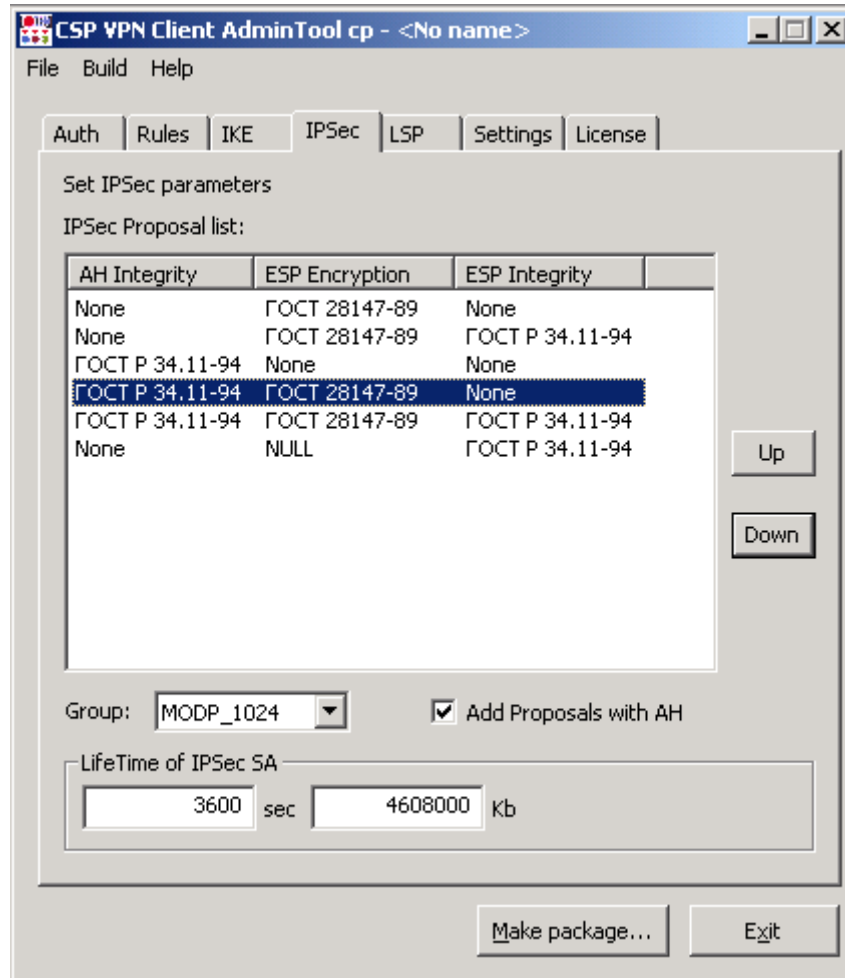 CSP VPN Client AdminTool cp - <No name>
File Build Help
Auth Rules IKE IPSec LSP Settings License
Set IPSec parameters
IPSec Proposal list:
AH Integrity ESP Encryption ESP Integrity
None ГОСТ 28147-89 None
None ГОСТ 28147-89 ГОСТ Р 34.11-94
ГОСТ Р 34.11-94 None None
ГОСТ Р 34.11-94 ГОСТ 28147-89 None
ГОСТ Р 34.11-94 ГОСТ 28147-89 ГОСТ Р 34.11-94
None NULL ГОСТ Р 34.11-94
Up
Down
Group: MODP_1024 Add Proposals with AH
LifeTime of IPSec SA
3600 sec 4608000 Kb
Make package... Exit